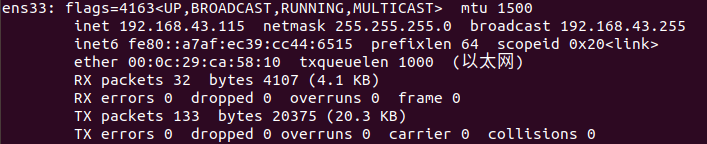 ens33: flags=4163<UP,BROADCAST,RUNNING,MULTICAST>  mtu 1500
        inet 192.168.43.115  netmask 255.255.255.0  broadcast 192.168.43.255
        inet6 fe80::a7af:ec39:cc44:6515  prefixlen 64  scopeid 0x20<link>
        ether 00:0c:29:ca:58:10  txqueuelen 1000  (以太网)
        RX packets 32  bytes 4107 (4.1 KB)
        RX errors 0  dropped 0  overruns 0  frame 0
        TX packets 133  bytes 20375 (20.3 KB)
        TX errors 0  dropped 0 overruns 0  carrier 0  collisions 0